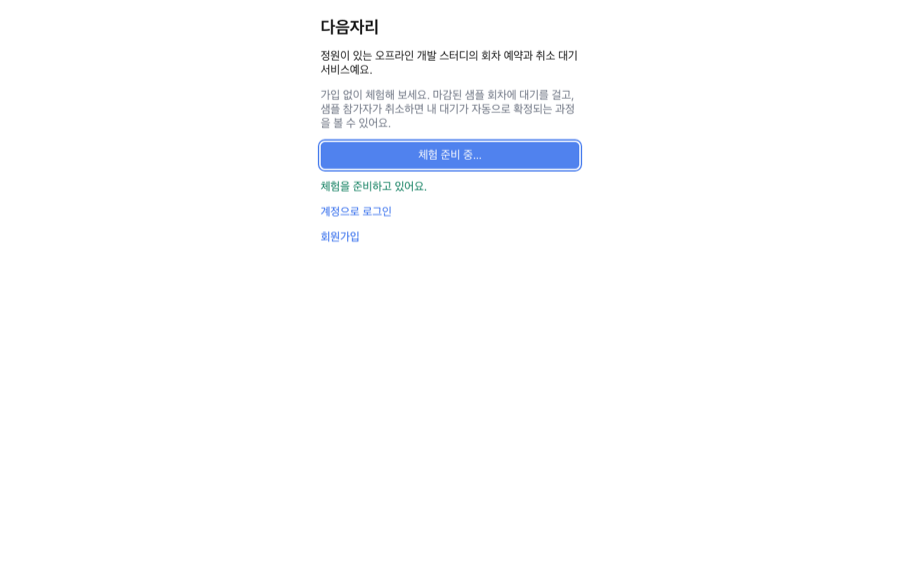 다음자리
정원이 있는 오프라인 개발 스터디의 회차 예약과 취소 대기
서비스예요.
가입 없이 체험해 보세요. 마감된 샘플 회차에 대기를 걸고,
샘플 참가자가 취소하면 내 대기가 자동으로 확정되는 과정
을 볼 수 있어요.
체험 준비 중...
체험을 준비하고 있어요.
계정으로 로그인
회원가입